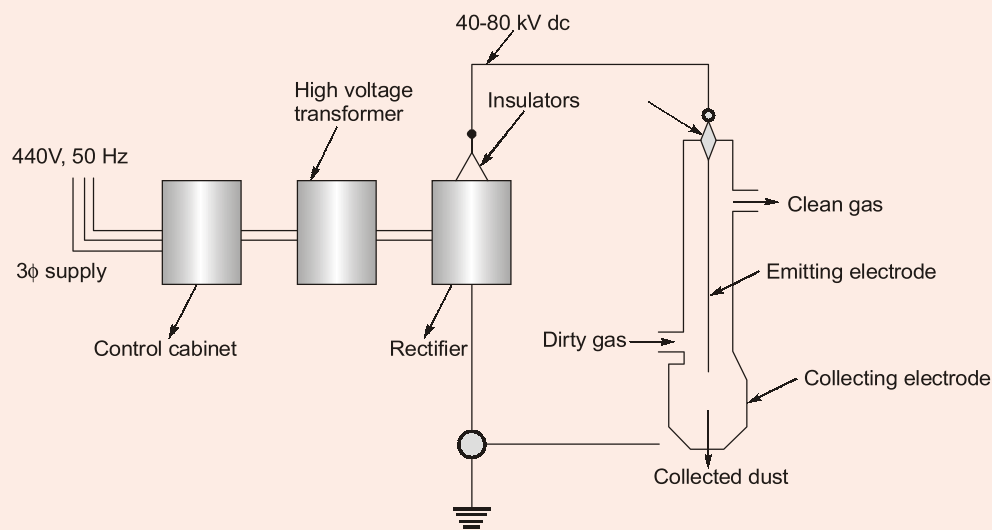 40-80 kV dc
High voltage
transformer
Insulators
440V, 50 Hz
Clean gas
3ϕ supply
Emitting electrode
Dirty gas
Control cabinet
Rectifier
Collecting electrode
Collected dust